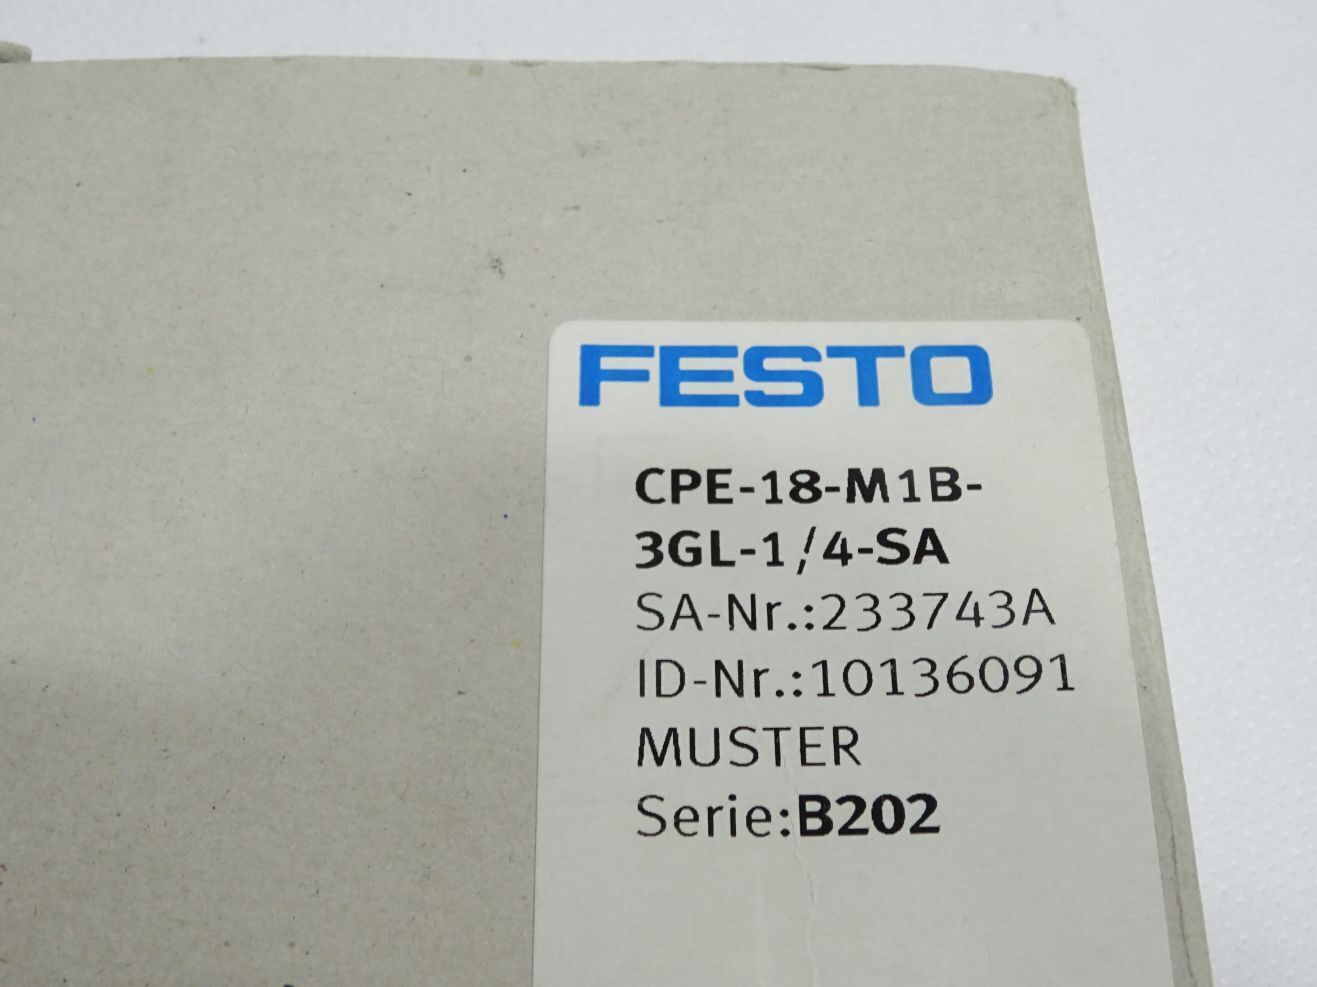 FESTO
CPE-18-M1B-
3GL-1/4-SA
SA-Nr.:233743A
ID-Nr.:10136091
MUSTER
Serie:B202